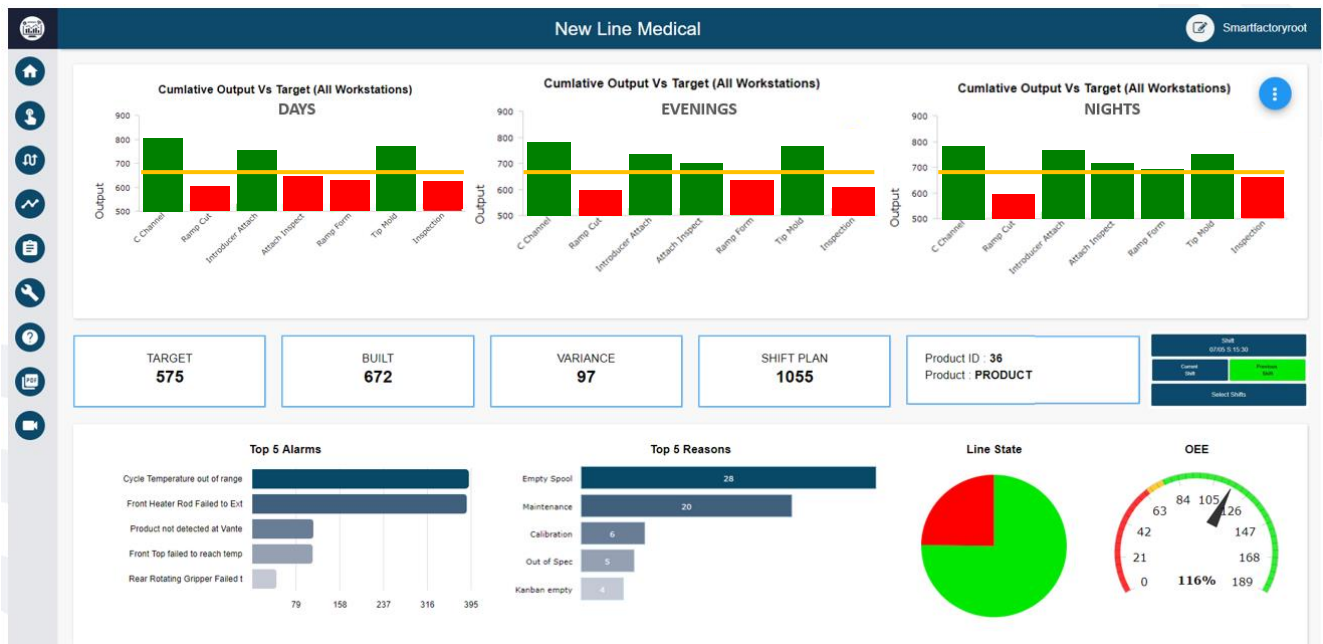 New Line Medical
Smartfactoryroot
Cumlative Output Vs Target (All Workstations)
DAYS
900
800
700
600
500
Output
C Channel
Ramp Cut
Introducer Attach
Attach Inspect
Ramp Form
Tip Mold
Inspection
Cumlative Output Vs Target (All Workstations)
EVENINGS
900
800
700
600
500
Output
C Channel
Ramp Cut
Introducer Attach
Attach Inspect
Ramp Form
Tip Mold
Inspection
Cumlative Output Vs Target (All Workstations)
NIGHTS
900
800
700
600
500
Output
C Channel
Ramp Cut
Introducer Attach
Attach Inspect
Ramp Form
Tip Mold
Inspection
TARGET
575
BUILT
672
VARIANCE
97
SHIFT PLAN
1055
Product ID : 36
Product : PRODUCT
Shift
Current
Shift
Previous
Shift
Select Shifts
PDF
Top 5 Alarms
Cycle Temperature out of range
Front Heater Rod Failed to Ext
Product not detected at Vante
Front Top failed to reach temp
Rear Rotating Gripper Failed t
79 158 237 316 395
Top 5 Reasons
Empty Spool 28
Maintenance 20
Calibration 6
Out of Spec 5
Kanban empty 4
Line State
OEE
0
21
42
63
84
105
126
147
168
189
116%